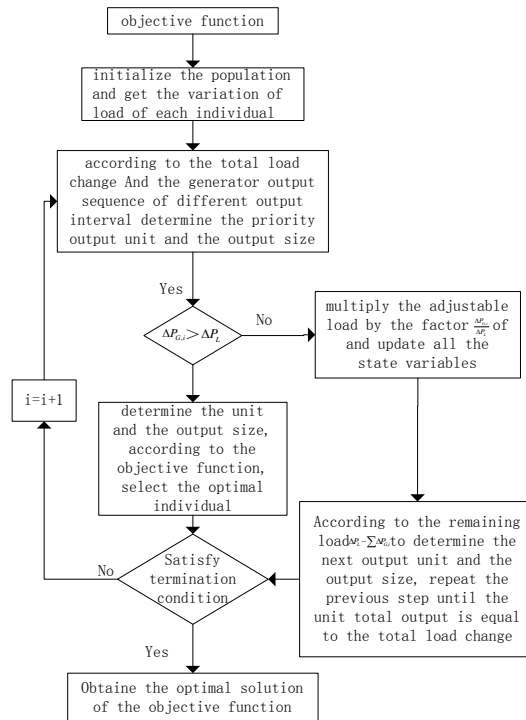 objective function
initialize the population
and get the variation of
load of each individual
according to the total load
change And the generator output
sequence of different output
interval determine the priority
output unit and the output size
Yes
ΔP_{G,i}>ΔP_L
No
multiply the adjustable
load by the factor of
and update all the
state variables
i=i+1
determine the unit
and the output size,
according to the
objective function,
select the optimal
individual
According to the remaining
load to determine the
next output unit and the
output size, repeat the
previous step until the
unit total output is equal
to the total load change
Satisfy
termination
condition
No
Yes
Obtaine the optimal solution
of the objective function